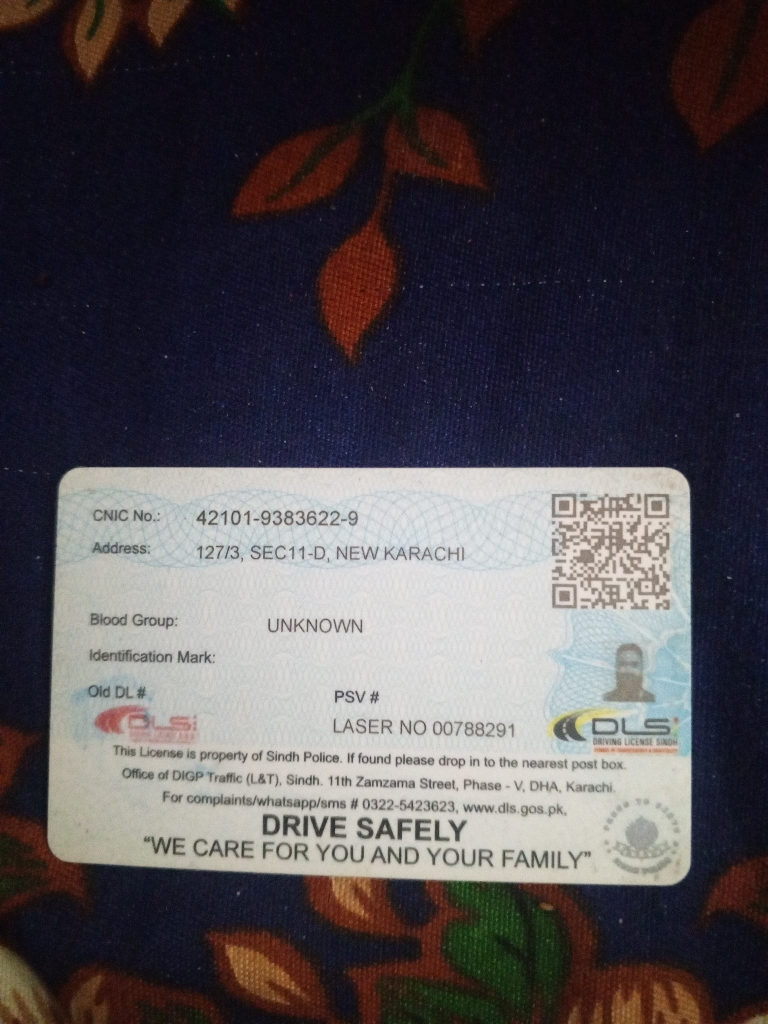 CNIC No.: 42101-9383622-9
Address: 127/3, SEC11-D, NEW KARACHI
Blood Group: UNKNOWN
Identification Mark:
Old DL # PSV #
DLS LASER NO 00788291 DLS
DRIVING LICENSE SINDH
This License is property of Sindh Police. If found please drop in to the nearest post box.
Office of DIGP Traffic (L&T), Sindh. 11th Zamzama Street, Phase - V, DHA, Karachi.
For complaints/whatsapp/sms # 0322-5423623, www.dls.gos.pk,
DRIVE SAFELY
"WE CARE FOR YOU AND YOUR FAMILY"